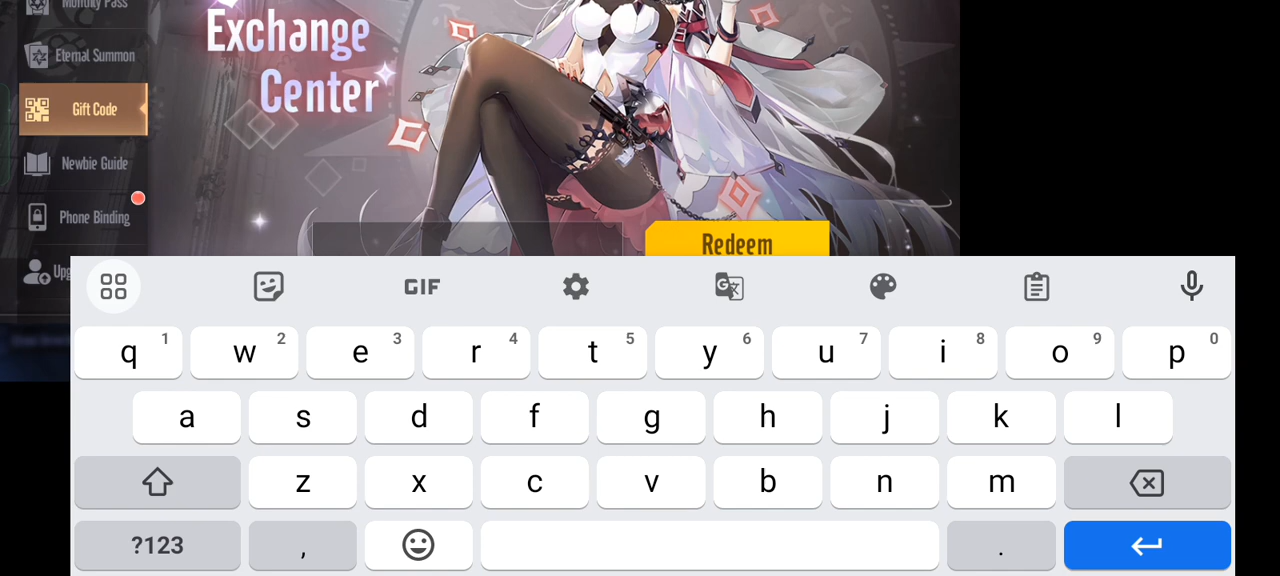 Monthly Pass
Exchange
Center
Eternal Summon
Gift Code
Newbie Guide
Phone Binding
Upg
Redeem
GIF
q 1 w 2 e 3 r 4 t 5 y 6 u 7 i 8 o 9 p 0
a s d f g h j k l
z x c v b n m
?123 , .